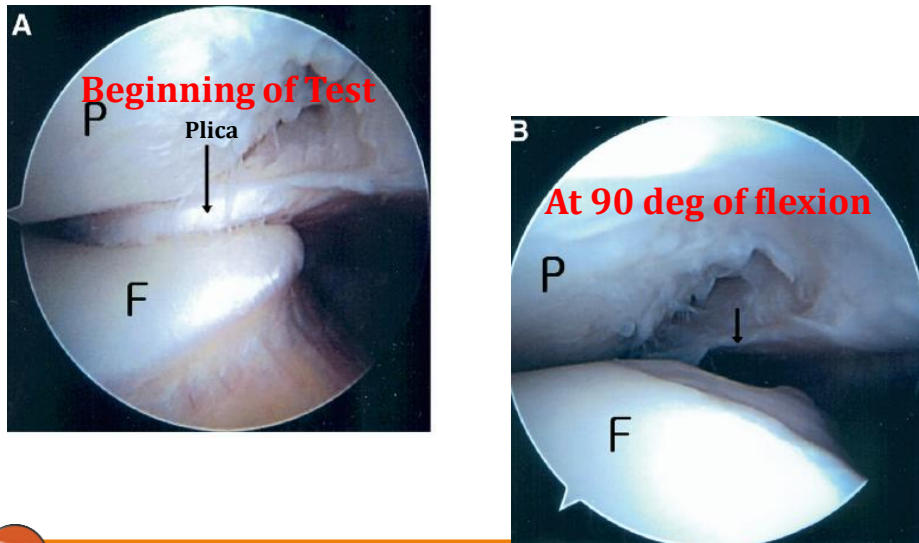 A
Beginning of Test
P
Plica
F
B
At 90 deg of flexion
P
F